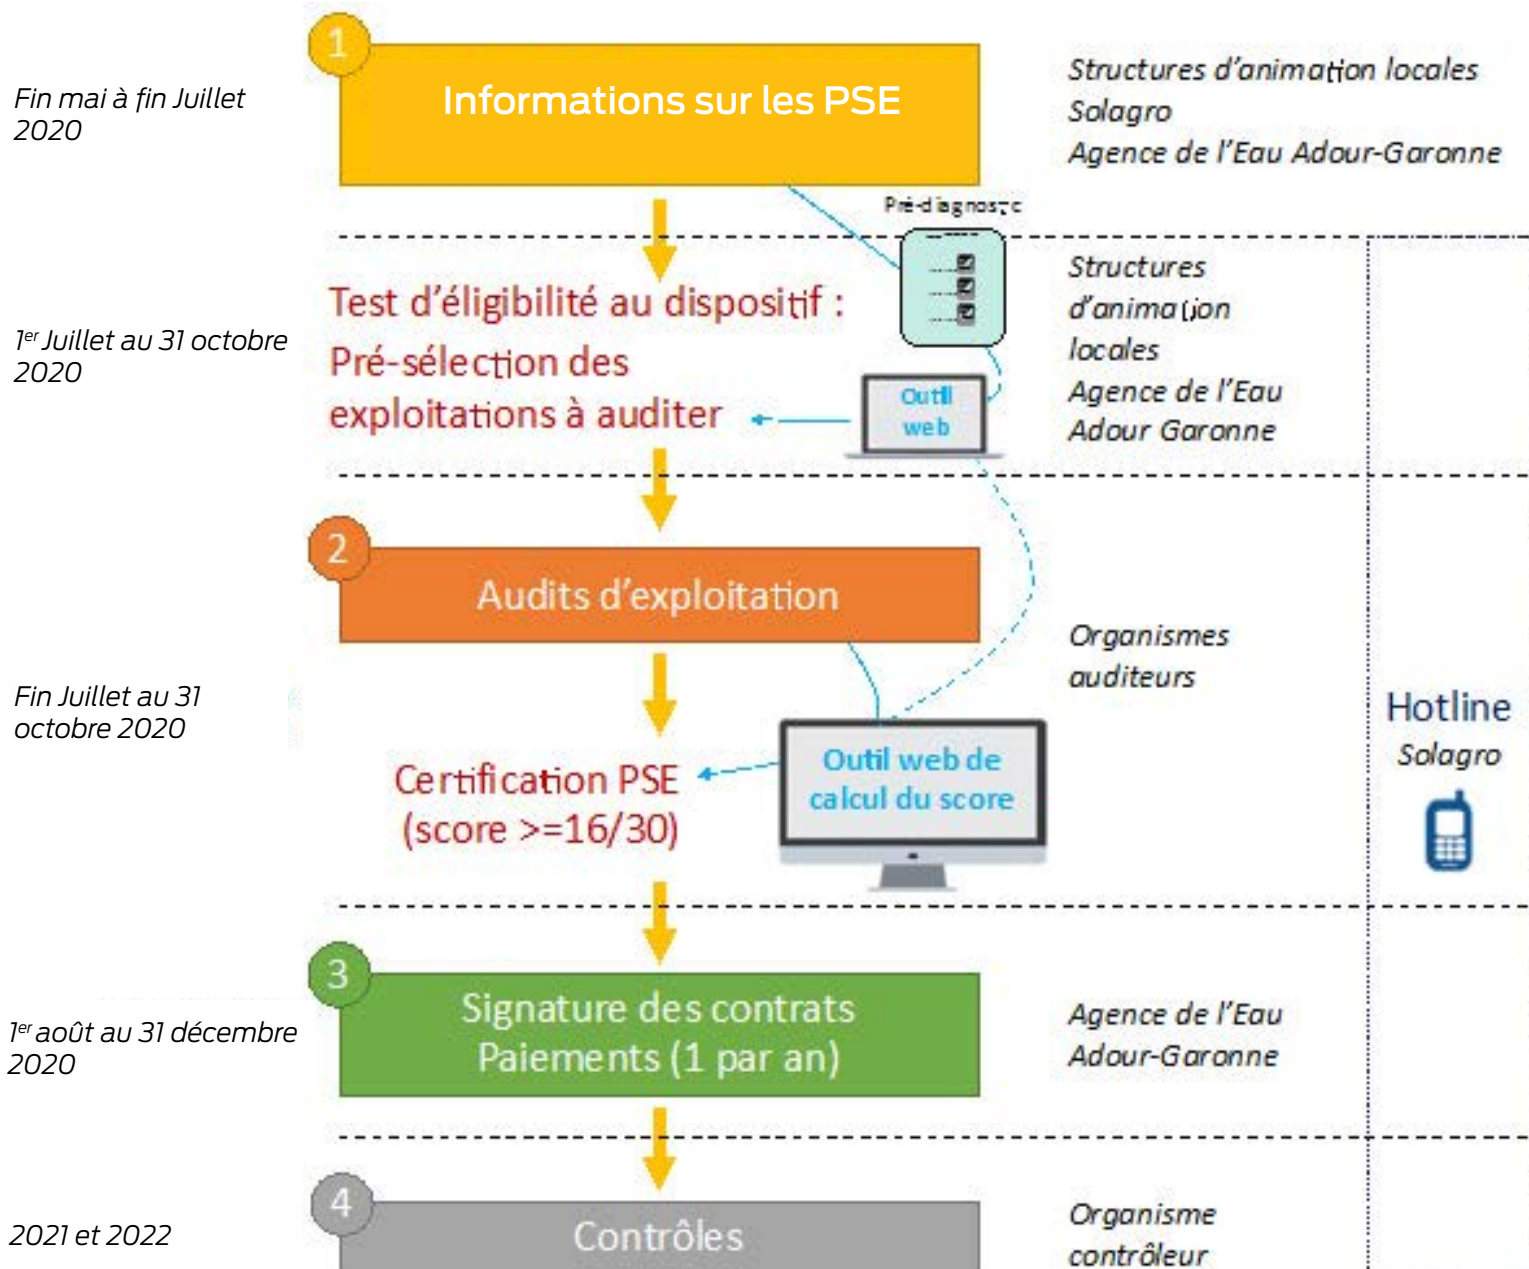 Fin mai à fin Juillet
2020
1
Informations sur les PSE
Structures d'animation locales
Solagro
Agence de l'Eau Adour-Garonne
Pré-diagnostic
1er Juillet au 31 octobre
2020
Test d'éligibilité au dispositif :
Pré-sélection des
exploitations à auditer
Outil
web
Structures
d'animation
locales
Agence de l'Eau
Adour Garonne
2
Audits d'exploitation
Fin Juillet au 31
octobre 2020
Certification PSE
(score >=16/30)
Outil web de
calcul du score
Organismes
auditeurs
Hotline
Solagro
3
1er août au 31 décembre
2020
Signature des contrats
Paiements (1 par an)
Agence de l'Eau
Adour-Garonne
4
2021 et 2022
Contrôles
Organisme
contrôleur